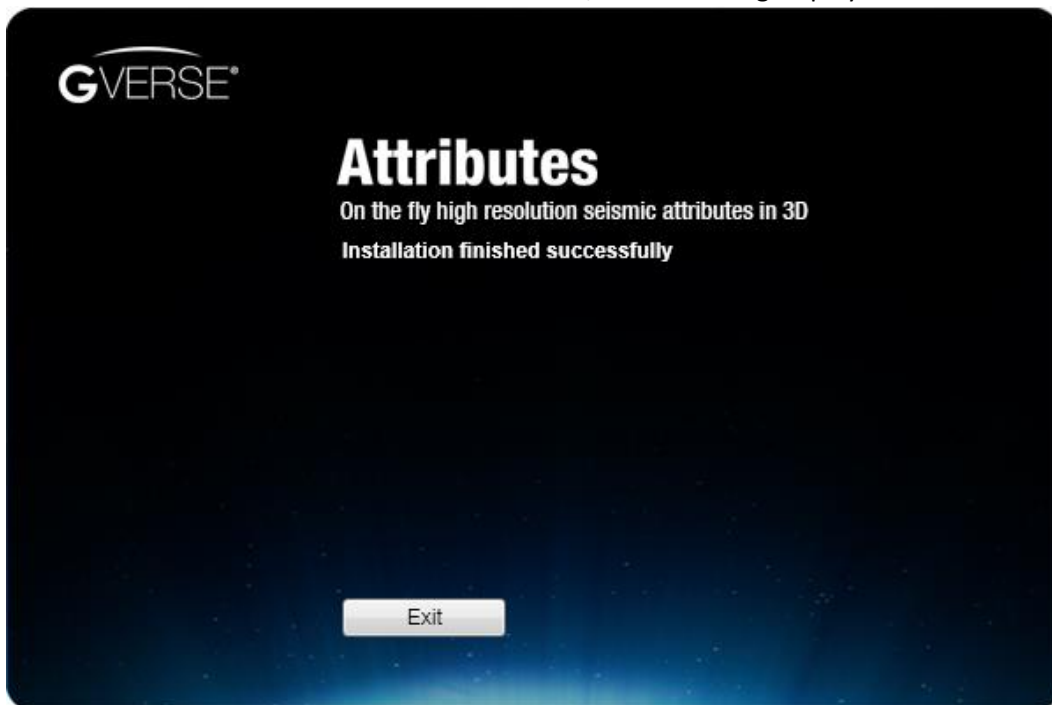 GVERSE®
Attributes
On the fly high resolution seismic attributes in 3D
Installation finished successfully
Exit